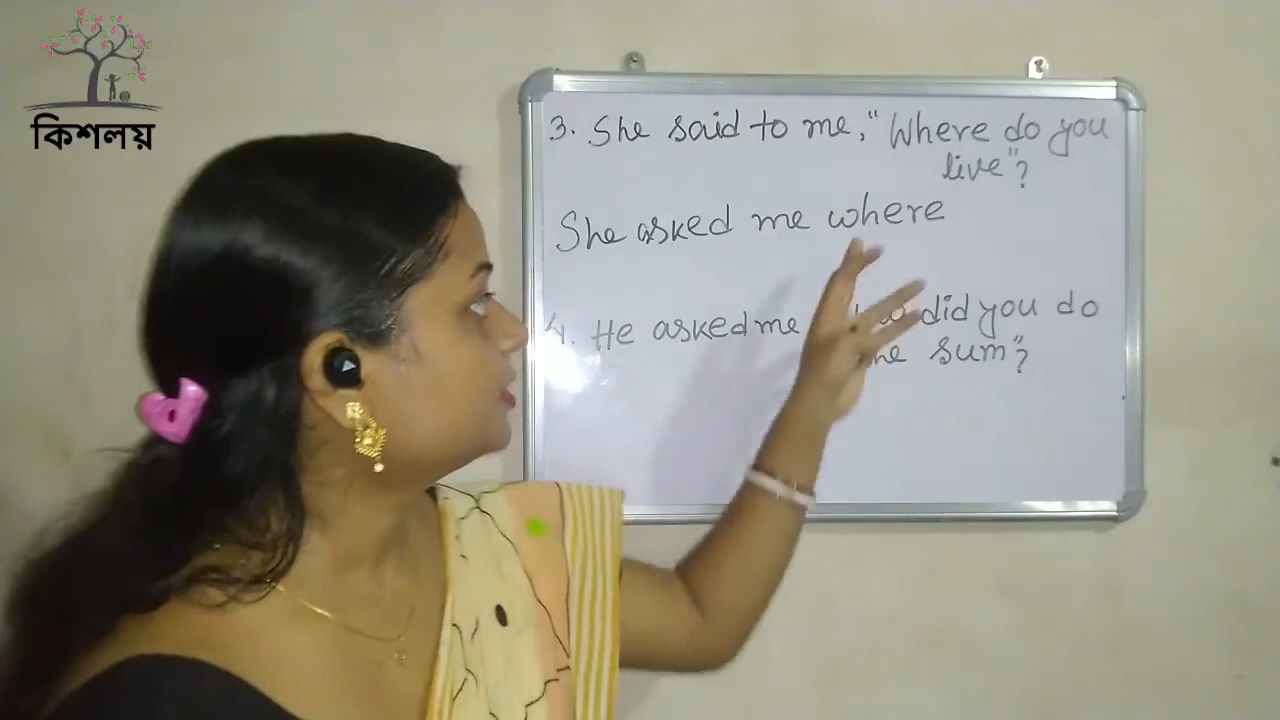 কিশলয়
3. She said to me, "Where do you
live"?
She asked me where
4. He asked me did you do
sum"?